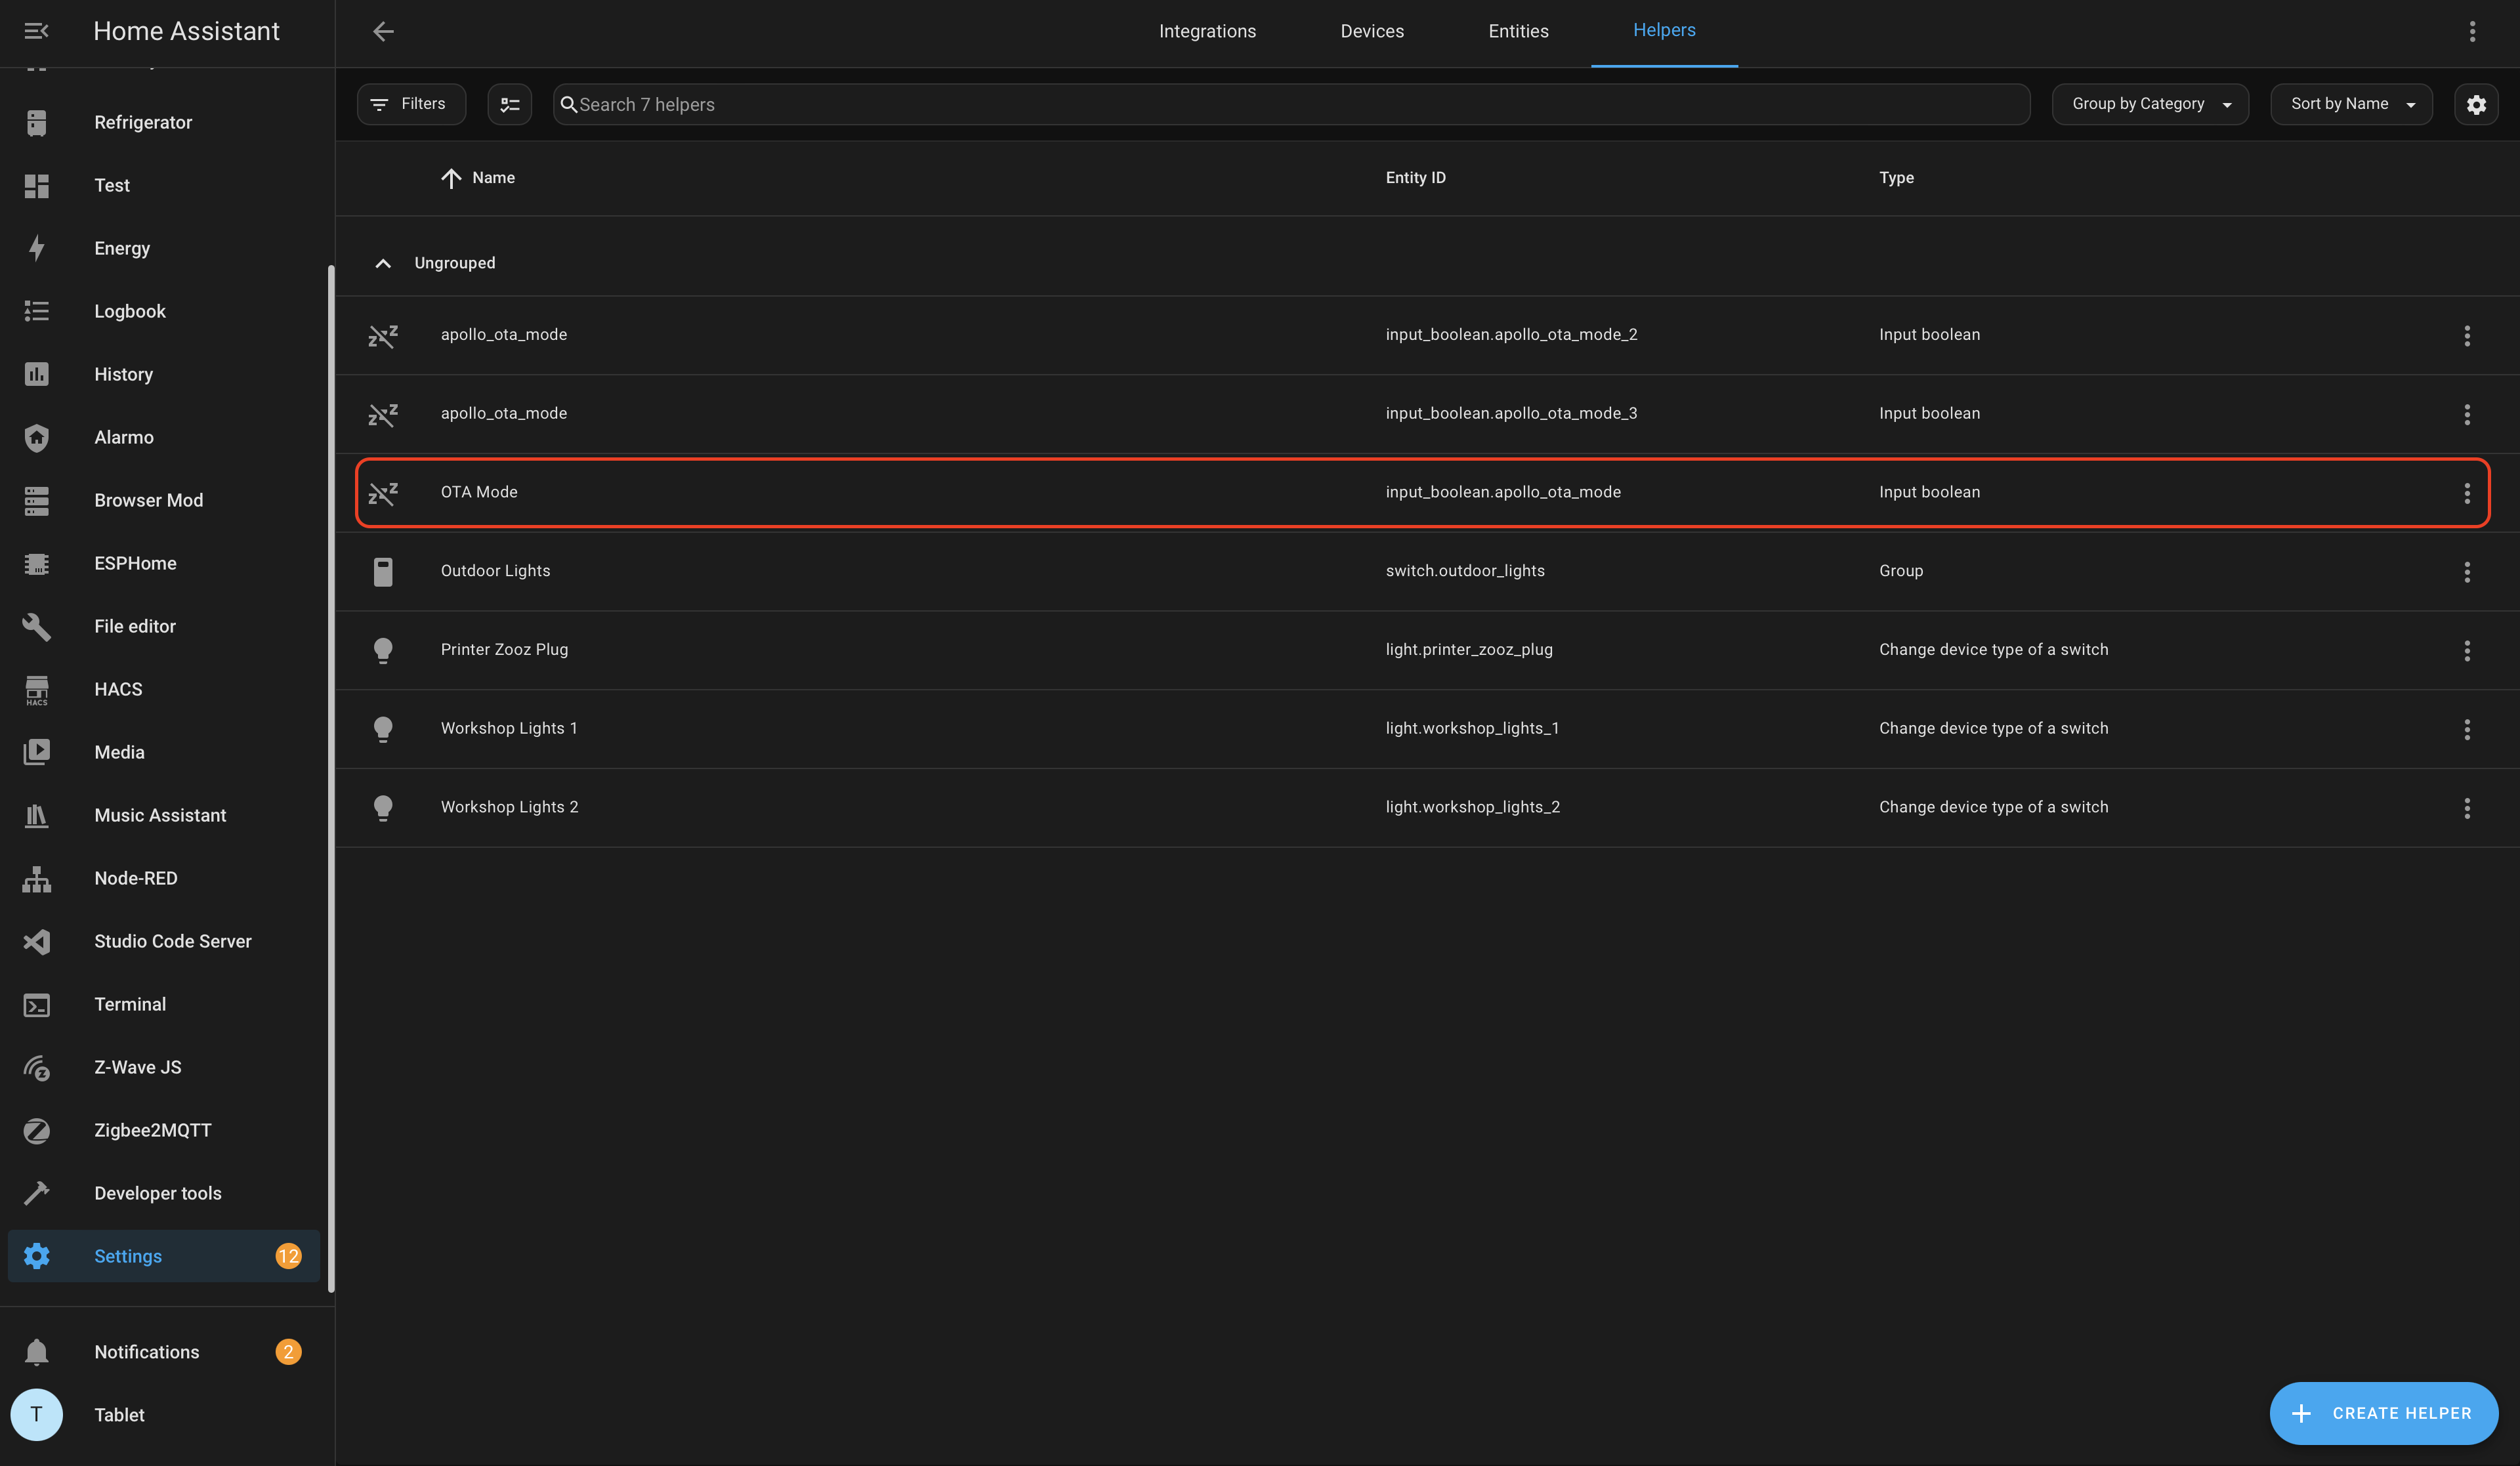 Home Assistant
Integrations Devices Entities Helpers
Filters Search 7 helpers Group by Category Sort by Name
Name Entity ID Type
Ungrouped
apollo_ota_mode input_boolean.apollo_ota_mode_2 Input boolean
apollo_ota_mode input_boolean.apollo_ota_mode_3 Input boolean
OTA Mode input_boolean.apollo_ota_mode Input boolean
Outdoor Lights switch.outdoor_lights Group
Printer Zooz Plug light.printer_zooz_plug Change device type of a switch
Workshop Lights 1 light.workshop_lights_1 Change device type of a switch
Workshop Lights 2 light.workshop_lights_2 Change device type of a switch
Refrigerator
Test
Energy
Logbook
History
Alarmo
Browser Mod
ESPHome
File editor
HACS
HACS
Media
Music Assistant
Node-RED
Studio Code Server
Terminal
Z-Wave JS
Zigbee2MQTT
Developer tools
Settings 12
Notifications 2
T Tablet
CREATE HELPER